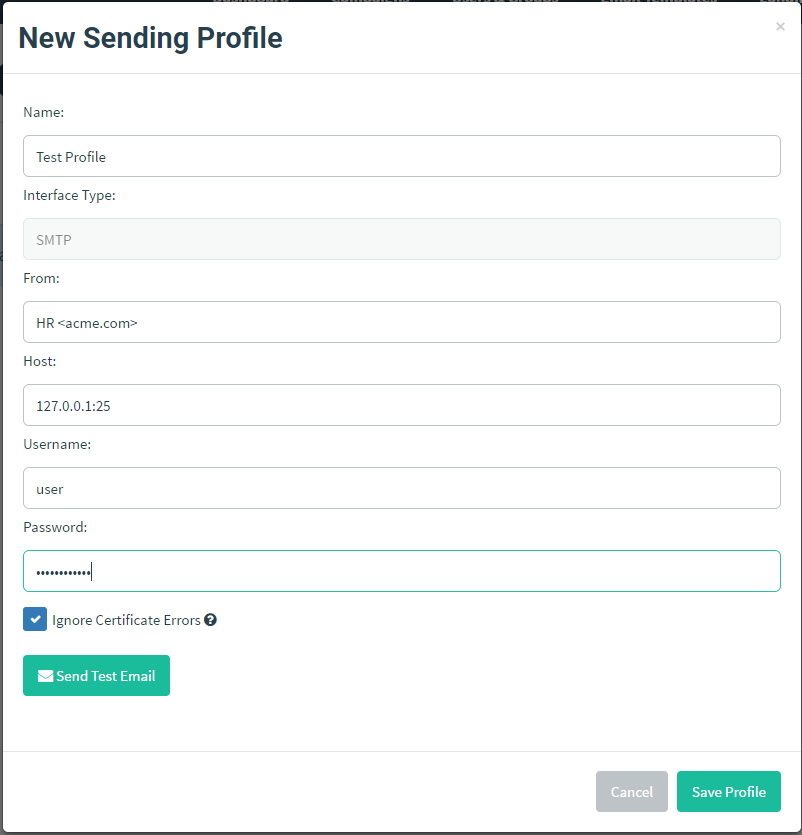 New Sending Profile
×
Name:
Test Profile
Interface Type:
SMTP
From:
HR <acme.com>
Host:
127.0.0.1:25
Username:
user
Password:
••••••••••••
Ignore Certificate Errors
Send Test Email
Cancel
Save Profile